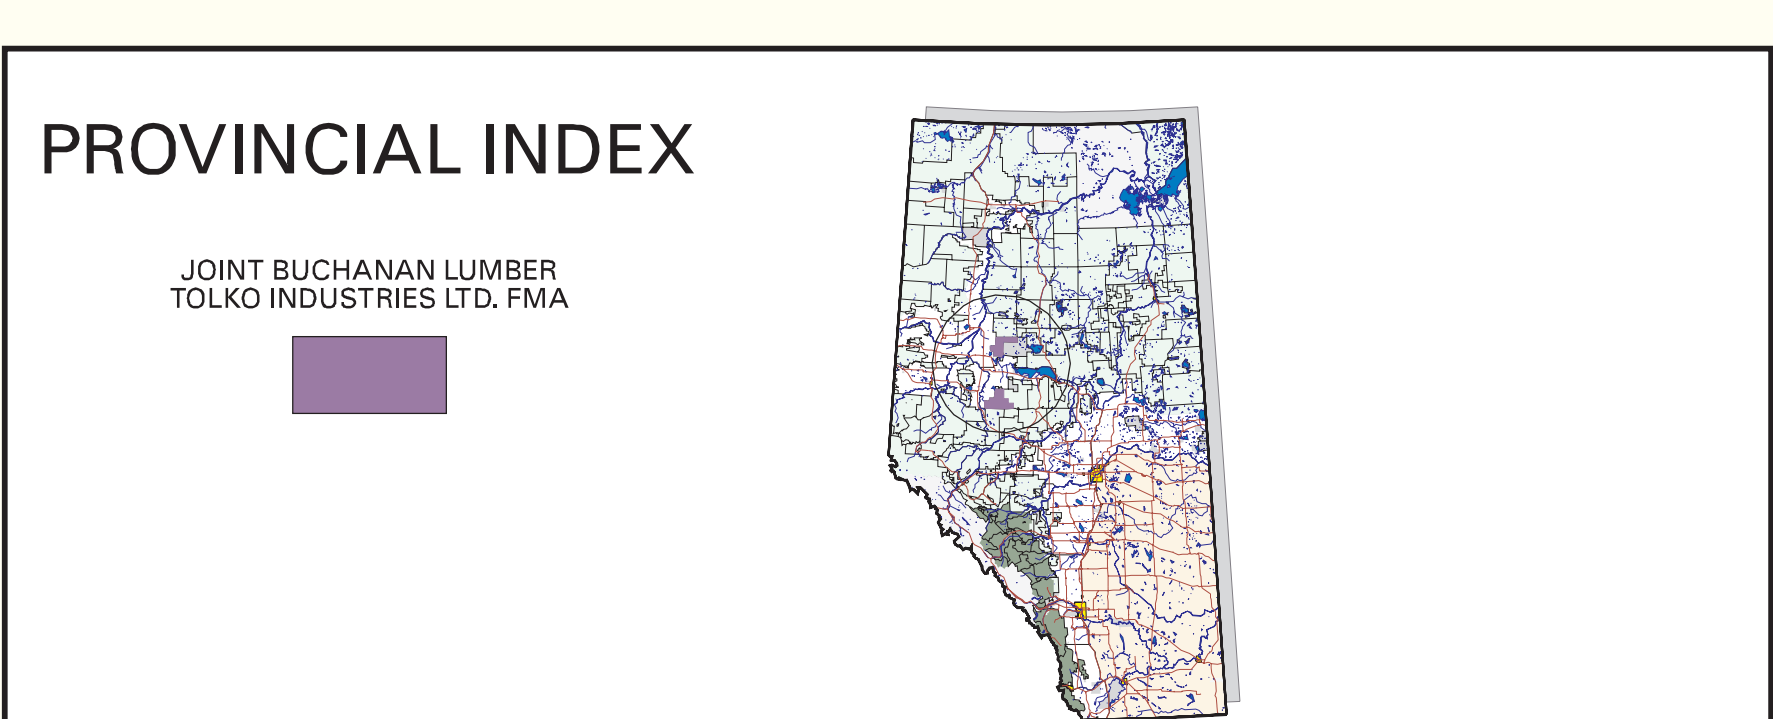 PROVINCIAL INDEX
JOINT BUCHANAN LUMBER
TOLKO INDUSTRIES LTD. FMA